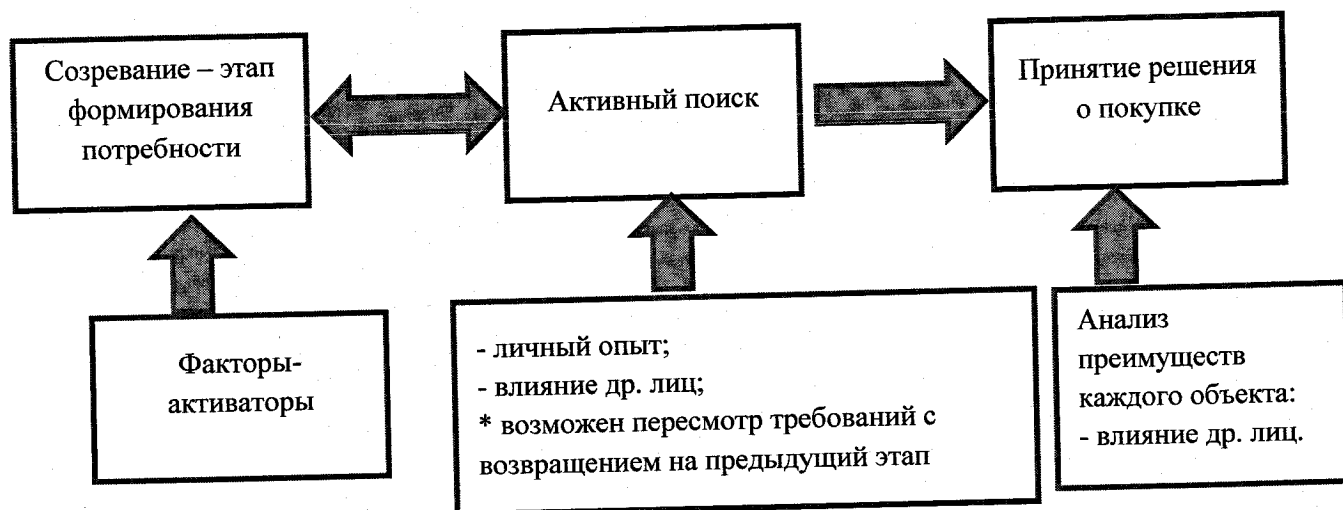 Созревание – этап
формирования
потребности
Активный поиск
Принятие решения
о покупке
Факторы-
активаторы
- личный опыт;
- влияние др. лиц;
* возможен пересмотр требований с
возвращением на предыдущий этап
Анализ
преимуществ
каждого объекта:
- влияние др. лиц.